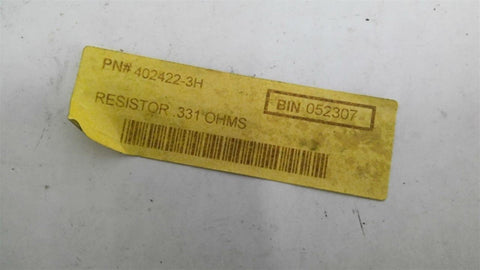 PN# 402422-3H
BIN 052307
RESISTOR .331 OHMS